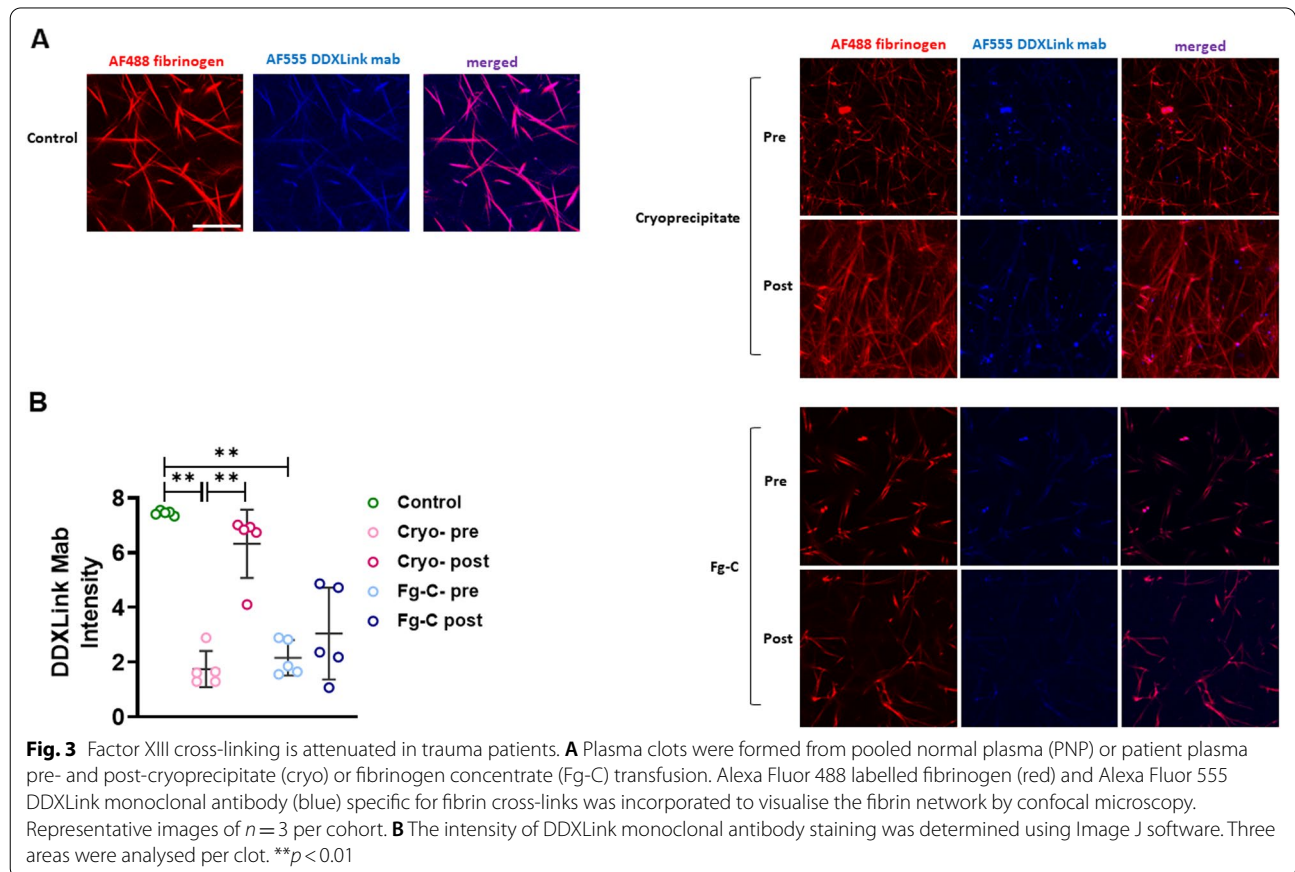 A
AF488 fibrinogen
AF555 DDXLink mab
merged
Control
AF488 fibrinogen
AF555 DDXLink mab
merged
Cryoprecipitate
Pre
Post
Fg-C
Pre
Post
B
**
**
**
DDXLink Mab
Intensity
8
6
4
2
0
Control
Cryo- pre
Cryo- post
Fg-C- pre
Fg-C post
Fig. 3 Factor XIII cross-linking is attenuated in trauma patients. A Plasma clots were formed from pooled normal plasma (PNP) or patient plasma
pre- and post-cryoprecipitate (cryo) or fibrinogen concentrate (Fg-C) transfusion. Alexa Fluor 488 labelled fibrinogen (red) and Alexa Fluor 555
DDXLink monoclonal antibody (blue) specific for fibrin cross-links was incorporated to visualise the fibrin network by confocal microscopy.
Representative images of n = 3 per cohort. B The intensity of DDXLink monoclonal antibody staining was determined using Image J software. Three
areas were analysed per clot. **p < 0.01